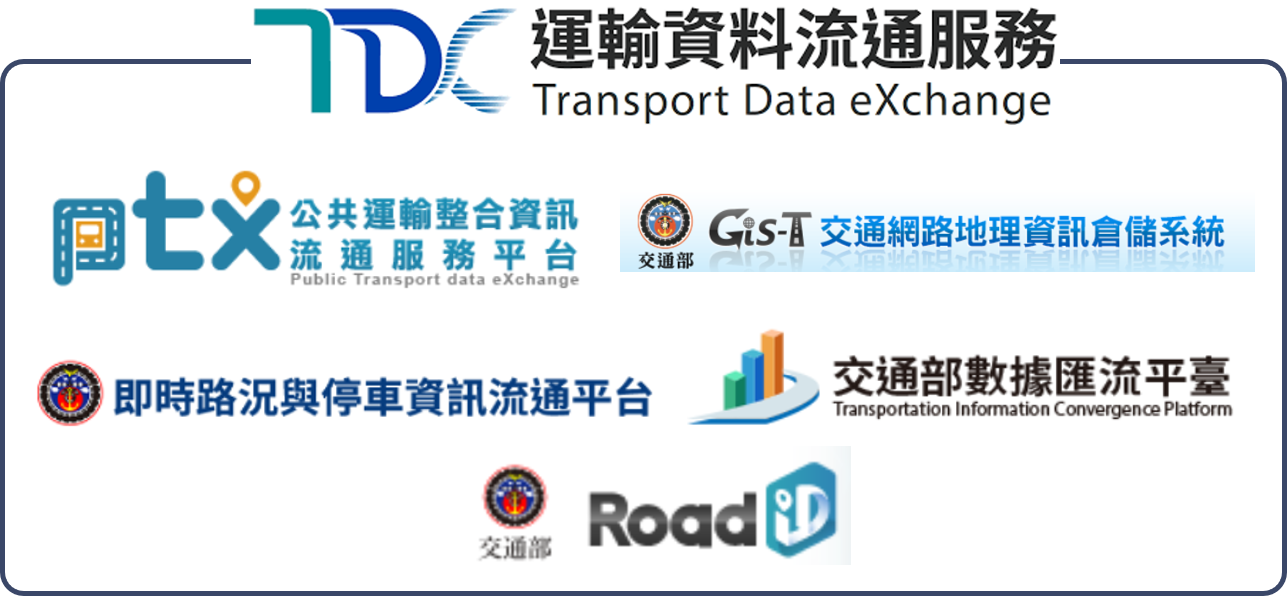 TDX 運輸資料流通服務
Transport Data eXchange
ptx 公共運輸整合資訊
流通服務平台
Public Transport data eXchange
交通部 GiS-T 交通網路地理資訊倉儲系統
即時路況與停車資訊流通平台
交通部數據匯流平臺
Transportation Information Convergence Platform
交通部 Road iD